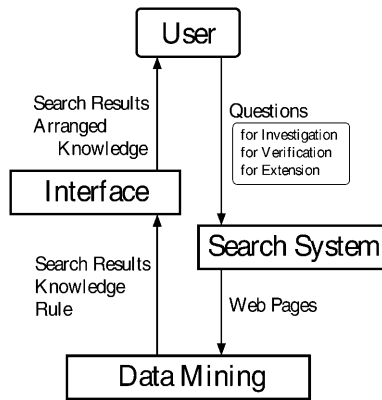 User
Search Results
Arranged
Knowledge
Questions
for Investigation
for Verification
for Extension
Interface
Search System
Search Results
Knowledge
Rule
Web Pages
Data Mining